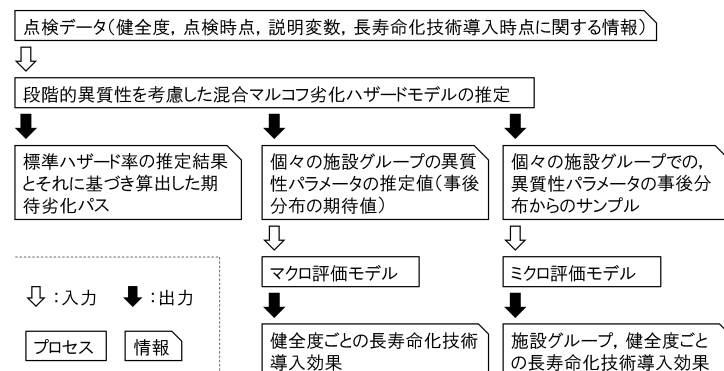 点検データ（健全度，点検時点，説明変数，長寿命化技術導入時点に関する情報）
段階的異質性を考慮した混合マルコフ劣化ハザードモデルの推定
標準ハザード率の推定結果
とそれに基づき算出した期
待劣化パス
個々の施設グループの異質
性パラメータの推定値（事後
分布の期待値）
個々の施設グループでの，
異質性パラメータの事後分
布からのサンプル
マクロ評価モデル
ミクロ評価モデル
：入力
：出力
プロセス
情報
健全度ごとの長寿命化技術
導入効果
施設グループ，健全度ごと
の長寿命化技術導入効果